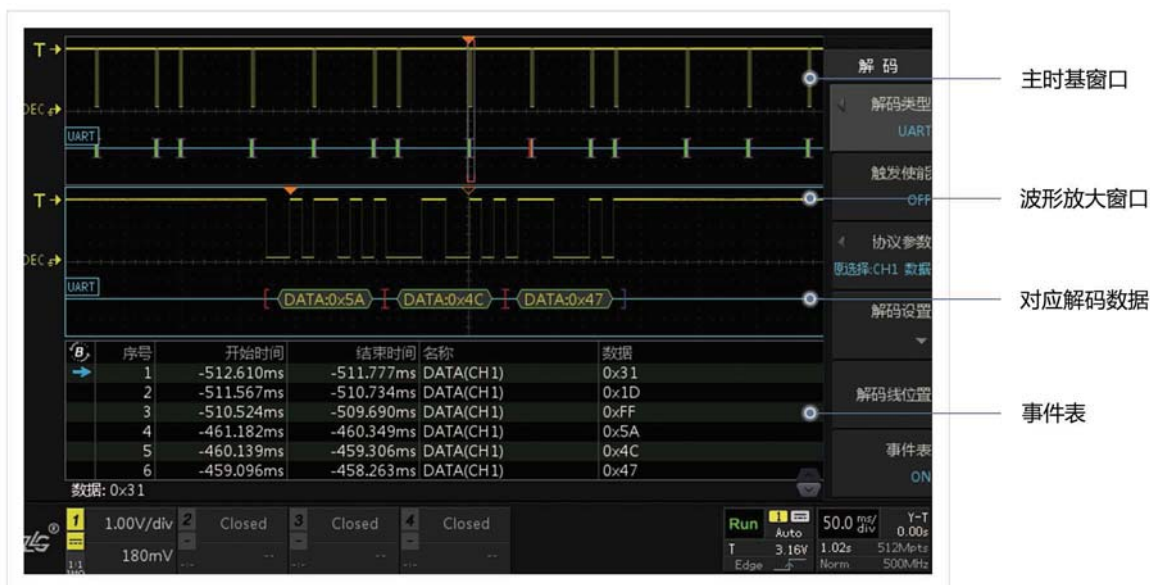 T
解 码
主时基窗口
DEC
解码类型
UART
UART
触发使能
OFF
T
波形放大窗口
协议参数
原选择:CH1 数据
DEC
UART
DATA:0x5A
DATA:0x4C
DATA:0x47
对应解码数据
解码设置
B 序号 开始时间 结束时间 名称 数据
1 -512.610ms -511.777ms DATA(CH1) 0x31
2 -511.567ms -510.734ms DATA(CH1) 0x1D
3 -510.524ms -509.690ms DATA(CH1) 0xFF
4 -461.182ms -460.349ms DATA(CH1) 0x5A
5 -460.139ms -459.306ms DATA(CH1) 0x4C
6 -459.096ms -458.263ms DATA(CH1) 0x47
解码线位置
事件表
事件表
ON
数据: 0x31
ZLG®
1 1.00V/div 2 Closed 3 Closed 4 Closed
180mV -- -- --
1:1
1MΩ
Run 1 Auto 50.0 ms/div Y-T 0.00s
T 3.16V 1.02s 512Mpts
Edge Norm 500MHz